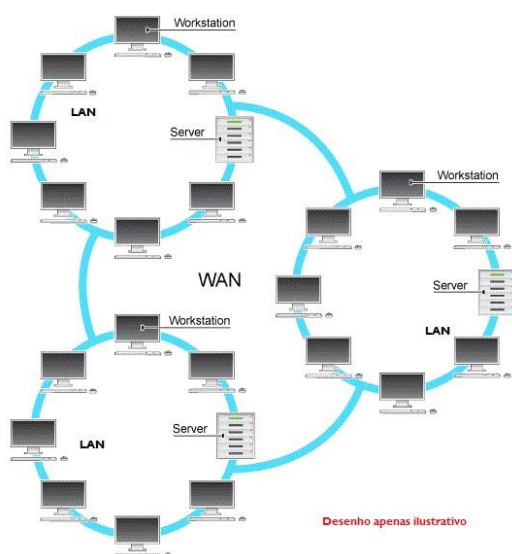 Workstation
LAN
Server
Workstation
WAN
Server
LAN
Workstation
Server
LAN
Desenho apenas ilustrativo